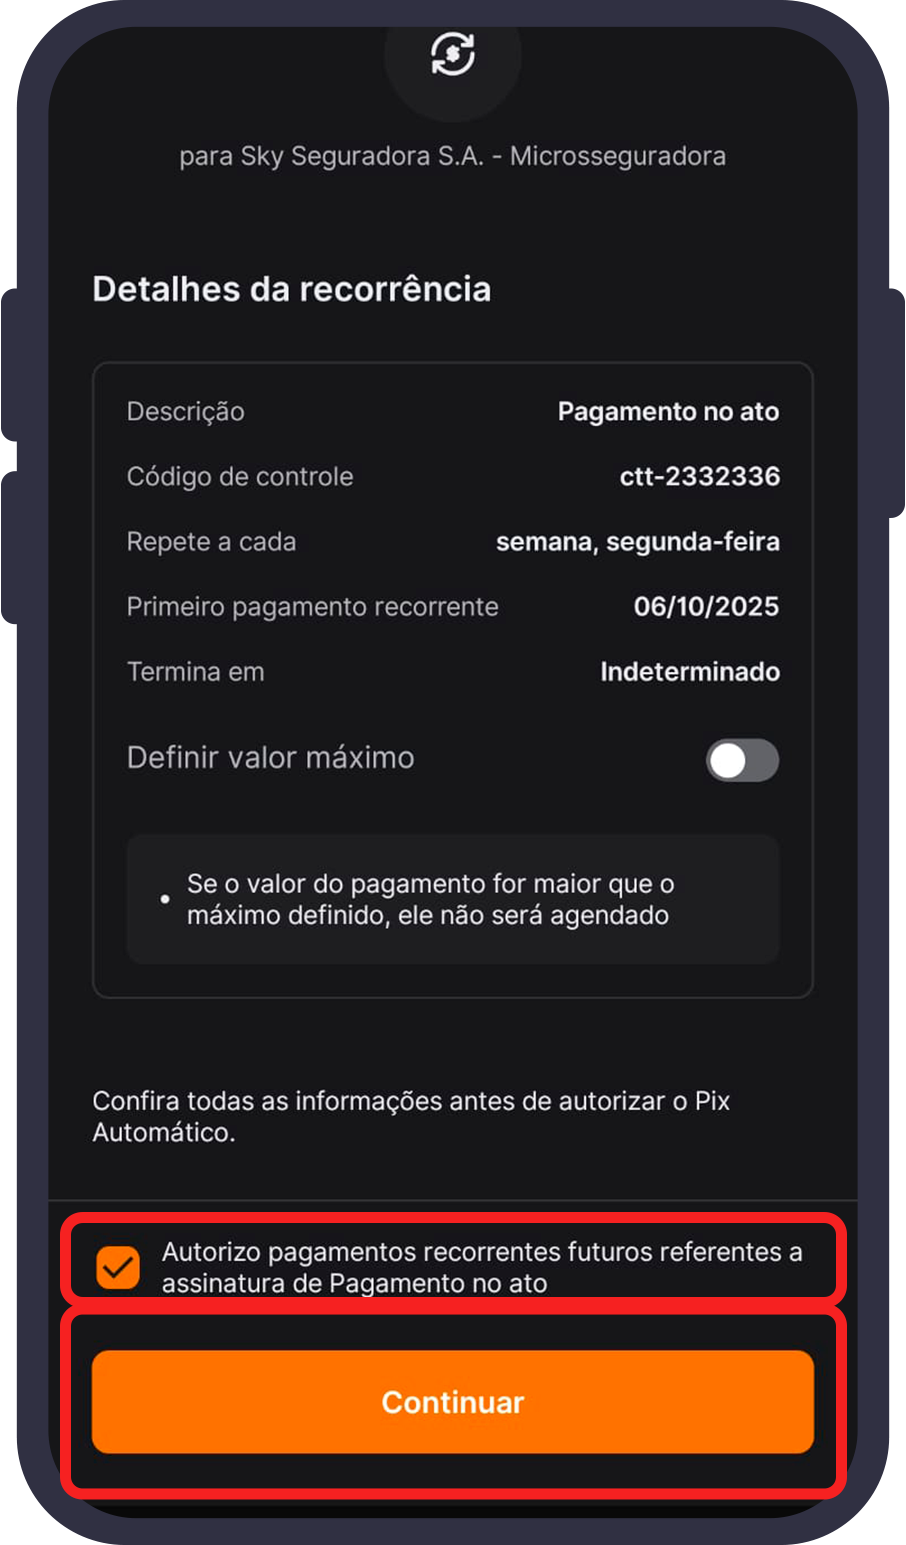 para Sky Seguradora S.A. - Microsseguradora
Detalhes da recorrência
Descrição Pagamento no ato
Código de controle ctt-2332336
Repete a cada semana, segunda-feira
Primeiro pagamento recorrente 06/10/2025
Termina em Indeterminado
Definir valor máximo
• Se o valor do pagamento for maior que o
máximo definido, ele não será agendado
Confira todas as informações antes de autorizar o Pix
Automático.
Autorizo pagamentos recorrentes futuros referentes a
assinatura de Pagamento no ato
Continuar